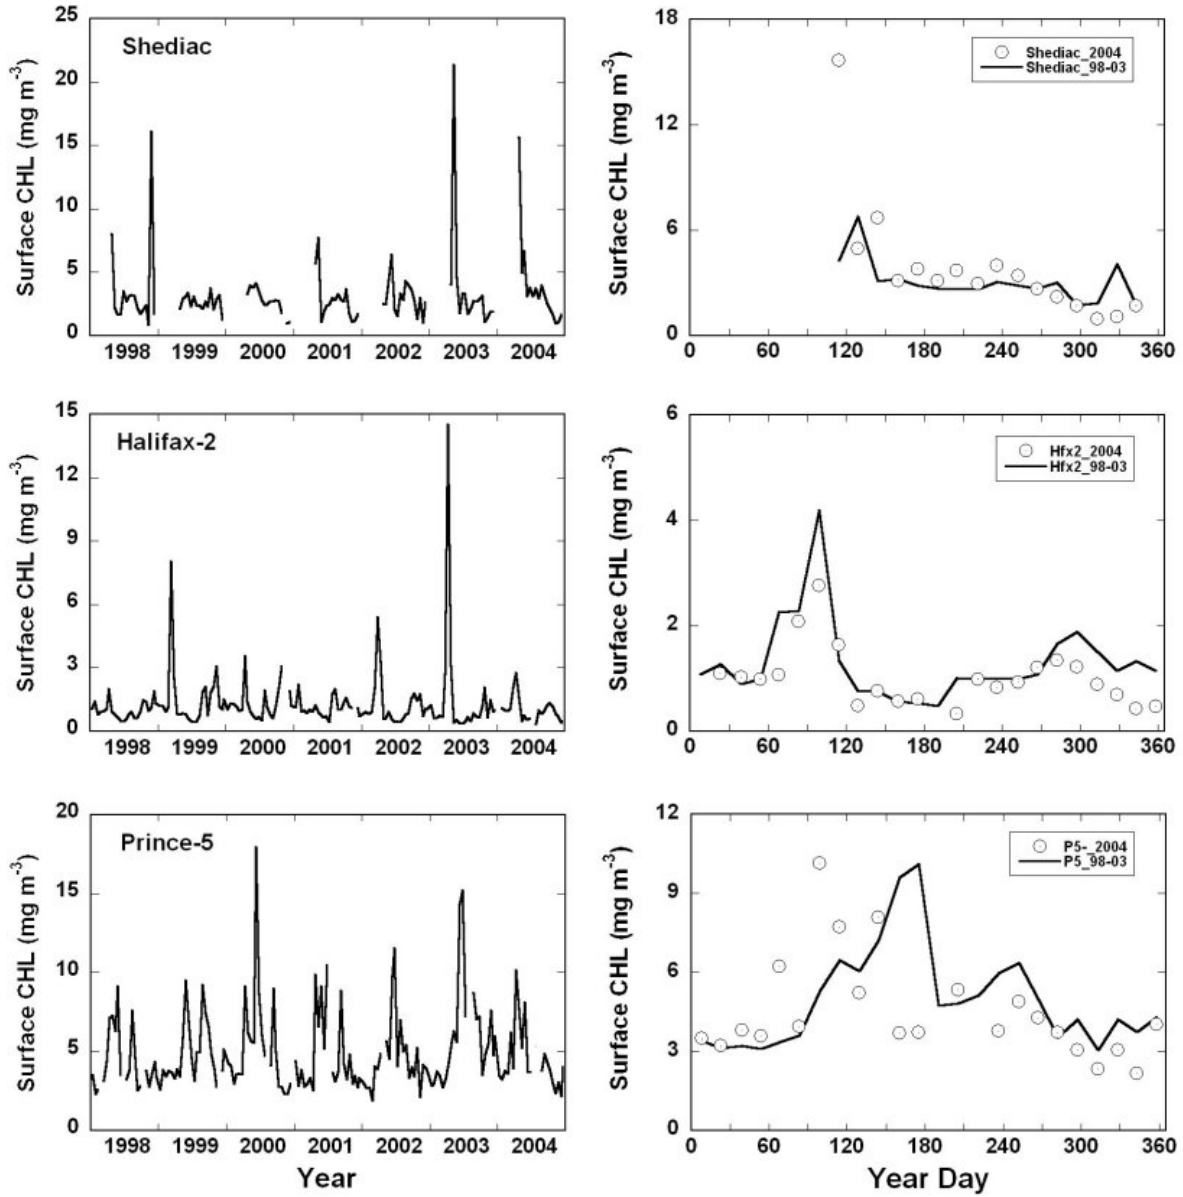 Shediac
Surface CHL (mg m⁻³)
25
20
15
10
5
0
1998 1999 2000 2001 2002 2003 2004
Surface CHL (mg m⁻³)
18
12
6
0
Shediac_2004
Shediac_98-03
0 60 120 180 240 300 360
Halifax-2
Surface CHL (mg m⁻³)
15
12
9
6
3
0
1998 1999 2000 2001 2002 2003 2004
Surface CHL (mg m⁻³)
6
4
2
0
Hfx2_2004
Hfx2_98-03
0 60 120 180 240 300 360
Prince-5
Surface CHL (mg m⁻³)
20
15
10
5
0
1998 1999 2000 2001 2002 2003 2004
Year
Surface CHL (mg m⁻³)
12
9
6
3
0
P5-_2004
P5_98-03
0 60 120 180 240 300 360
Year Day